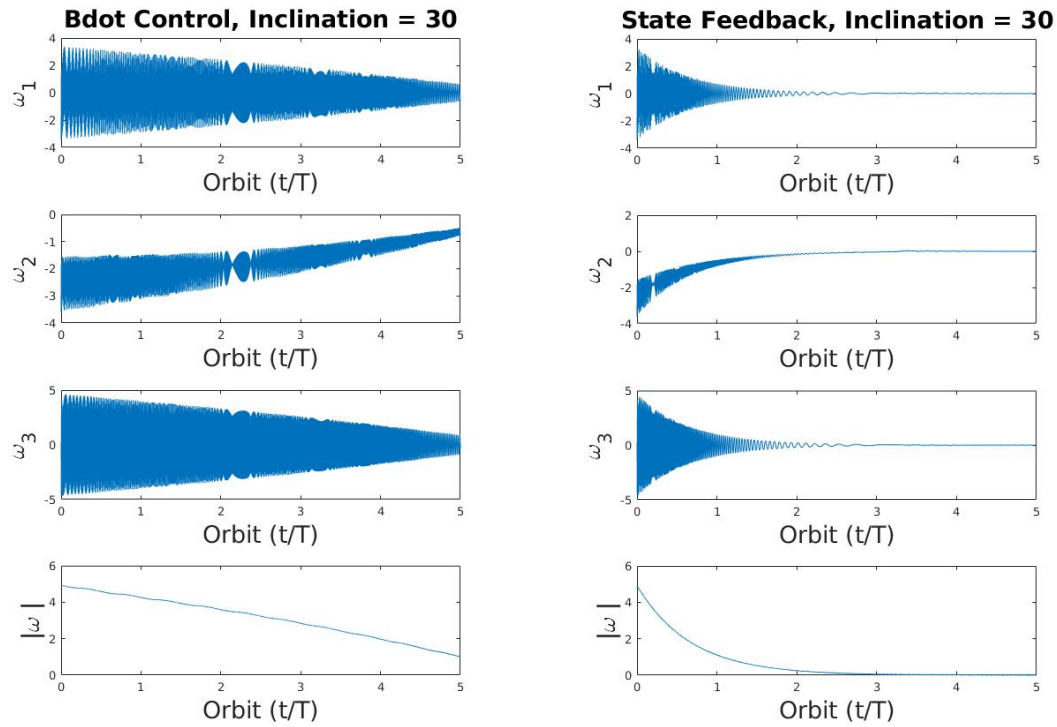 Bdot Control, Inclination = 30
4
2
0
-2
-4
ω1
0 1 2 3 4 5
Orbit (t/T)
0
-1
-2
-3
-4
ω2
0 1 2 3 4 5
Orbit (t/T)
5
0
-5
ω3
0 1 2 3 4 5
Orbit (t/T)
6
4
2
0
|ω|
0 1 2 3 4 5
Orbit (t/T)
State Feedback, Inclination = 30
4
2
0
-2
-4
ω1
0 1 2 3 4 5
Orbit (t/T)
2
0
-2
-4
ω2
0 1 2 3 4 5
Orbit (t/T)
5
0
-5
ω3
0 1 2 3 4 5
Orbit (t/T)
6
4
2
0
|ω|
0 1 2 3 4 5
Orbit (t/T)